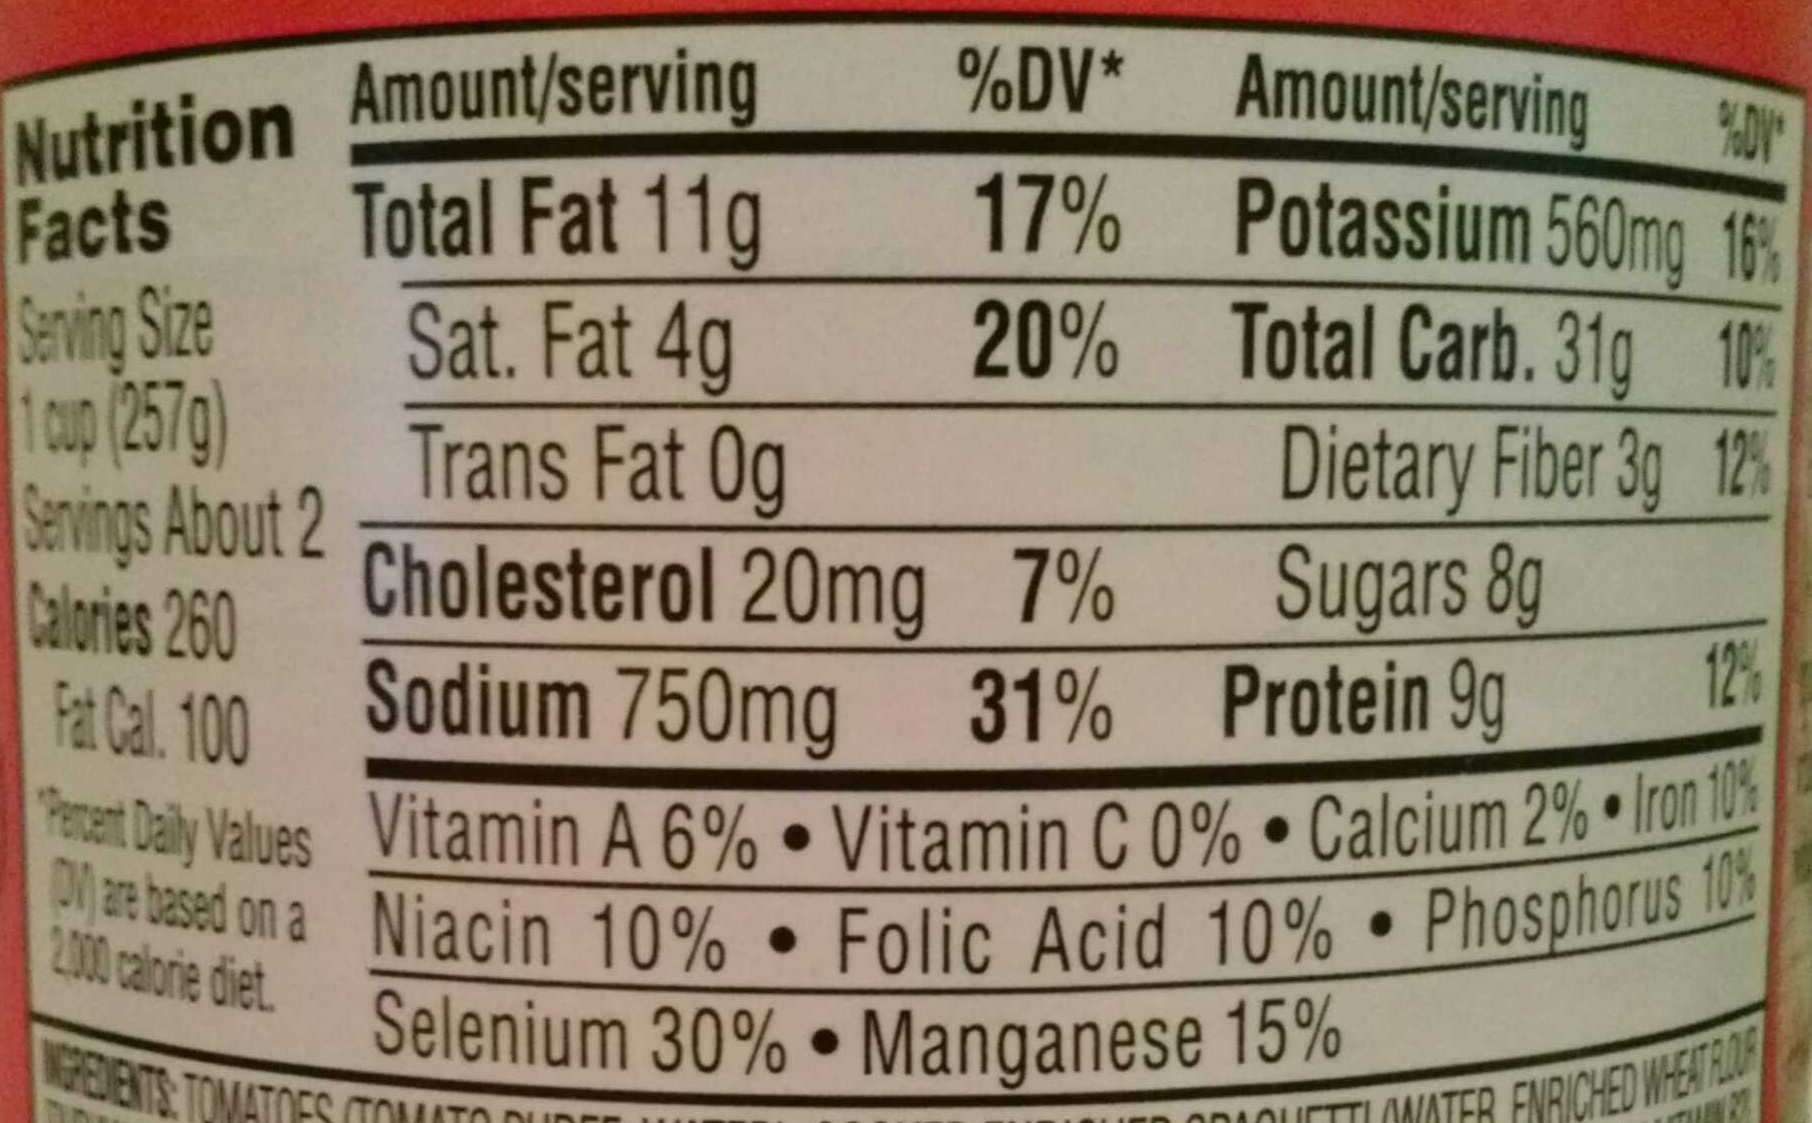 Nutrition
Facts
Serving Size
1 cup (257g)
Servings About 2
Calories 260
Fat Cal. 100
*Percent Daily Values
(DV) are based on a
2,000 calorie diet.
Amount/serving %DV*
Total Fat 11g 17%
Sat. Fat 4g 20%
Trans Fat 0g
Cholesterol 20mg 7%
Sodium 750mg 31%
Amount/serving %DV*
Potassium 560mg 16%
Total Carb. 31g 10%
Dietary Fiber 3g 12%
Sugars 8g
Protein 9g 12%
Vitamin A 6% • Vitamin C 0% • Calcium 2% • Iron 10%
Niacin 10% • Folic Acid 10% • Phosphorus 10%
Selenium 30% • Manganese 15%
INGREDIENTS: TOMATOES (TOMATO PUREE, WATER), ENRICHED SPAGHETTI (WATER, ENRICHED WHEAT FLOUR